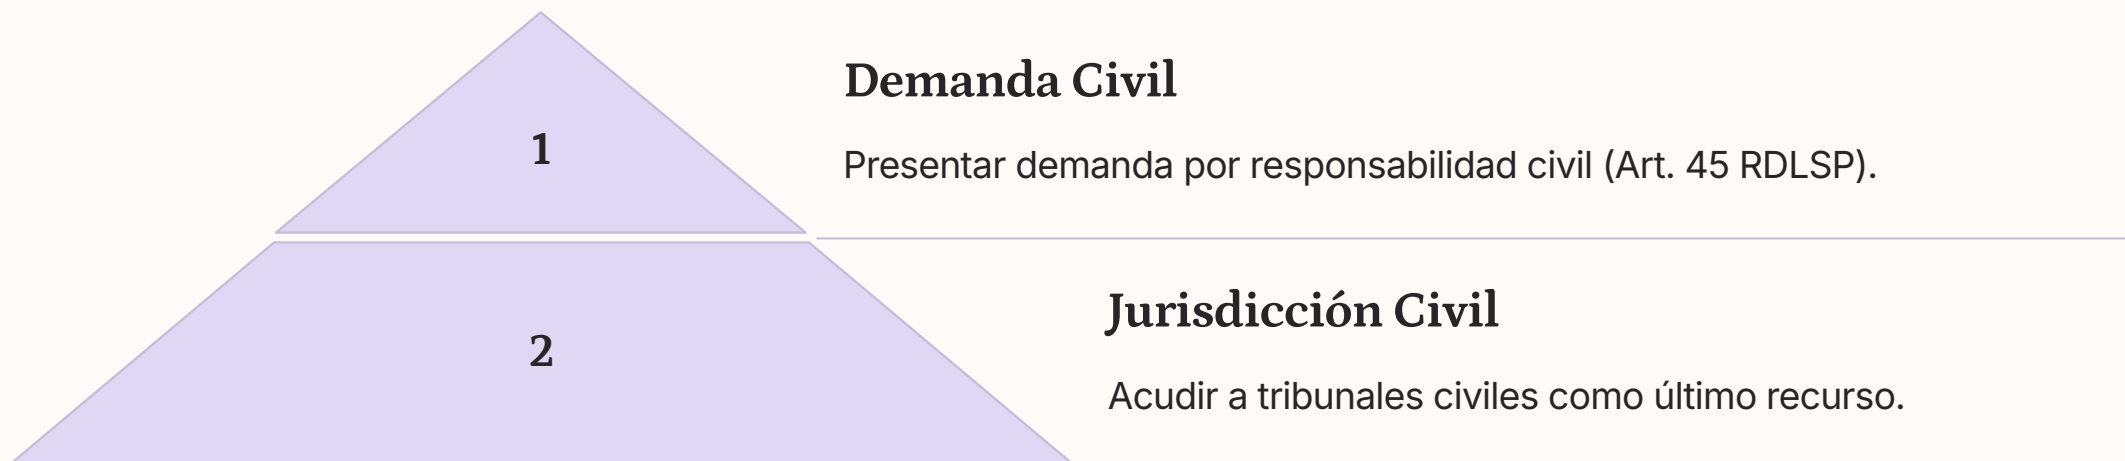 1
Demanda Civil
Presentar demanda por responsabilidad civil (Art. 45 RDLSP).
2
Jurisdicción Civil
Acudir a tribunales civiles como último recurso.